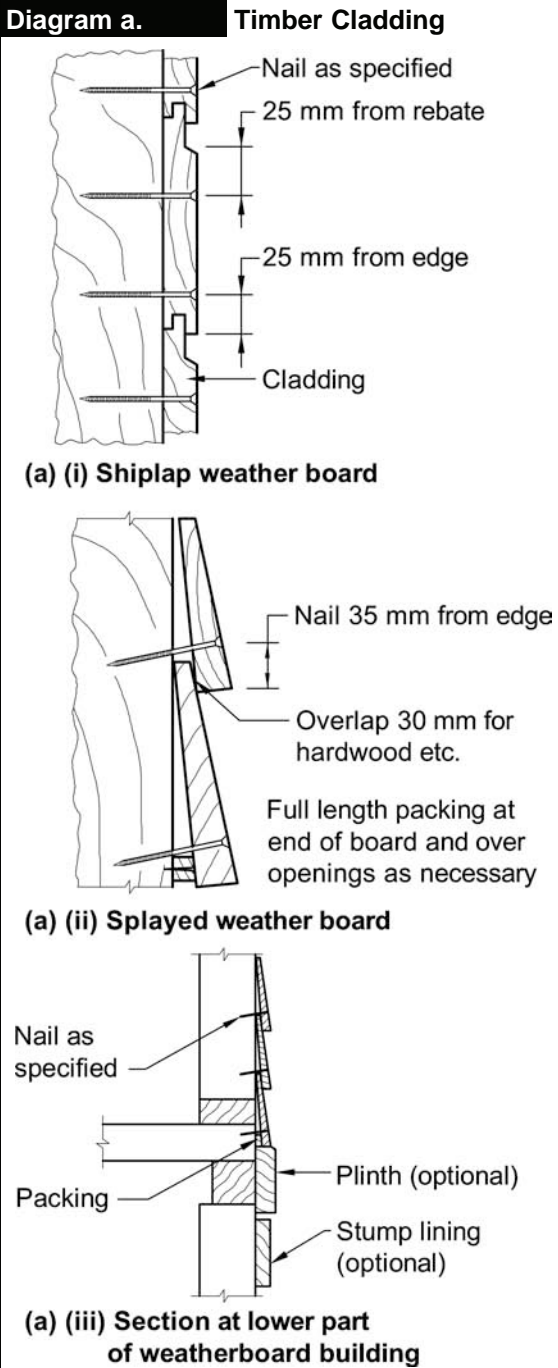 Diagram a. Timber Cladding
Nail as specified
25 mm from rebate
25 mm from edge
Cladding
(a) (i) Shiplap weather board
Nail 35 mm from edge
Overlap 30 mm for
hardwood etc.
Full length packing at
end of board and over
openings as necessary
(a) (ii) Splayed weather board
Nail as
specified
Packing
Plinth (optional)
Stump lining
(optional)
(a) (iii) Section at lower part
of weatherboard building